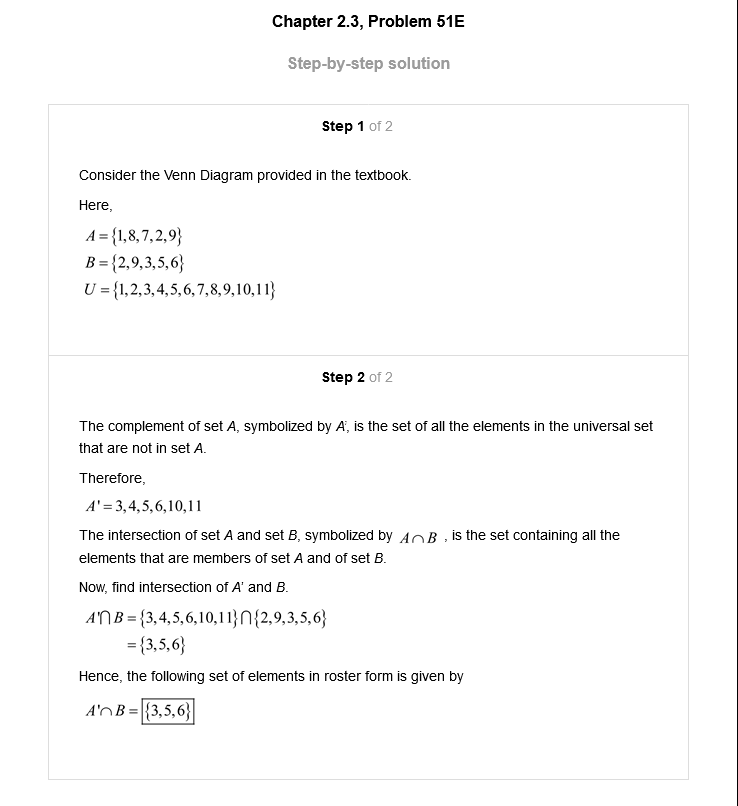 Chapter 2.3, Problem 51E
Step-by-step solution
Step 1 of 2
Consider the Venn Diagram provided in the textbook.
Here,
A = {1,8,7,2,9}
B = {2,9,3,5,6}
U = {1,2,3,4,5,6,7,8,9,10,11}
Step 2 of 2
The complement of set A, symbolized by A', is the set of all the elements in the universal set
that are not in set A.
Therefore,
A' = 3,4,5,6,10,11
The intersection of set A and set B, symbolized by A∩B , is the set containing all the
elements that are members of set A and of set B.
Now, find intersection of A' and B.
A'⋂B = {3,4,5,6,10,11}⋂{2,9,3,5,6}
= {3,5,6}
Hence, the following set of elements in roster form is given by
A'∩B = {3,5,6}